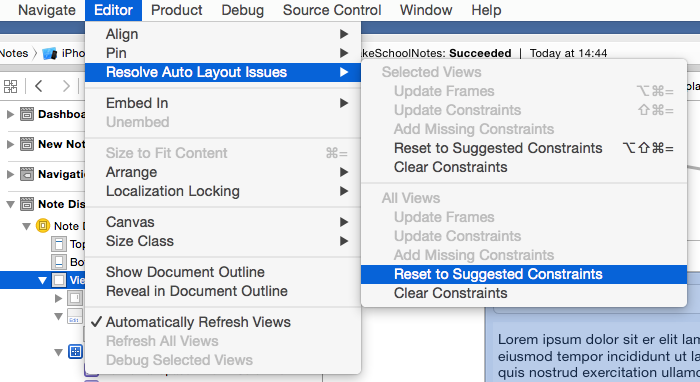 Navigate Editor Product Debug Source Control Window Help
Notes iPho akeSchoolNotes: Succeeded | Today at 14:44
Align
Pin
Resolve Auto Layout Issues
Embed In
Unembed
Size to Fit Content ⌘=
Arrange
Localization Locking
Canvas
Size Class
Show Document Outline
Reveal in Document Outline
✓ Automatically Refresh Views
Refresh All Views
Debug Selected Views
Selected Views
Update Frames ⌥⌘=
Update Constraints ⇧⌘=
Add Missing Constraints
Reset to Suggested Constraints ⌥⇧⌘=
Clear Constraints
All Views
Update Frames
Update Constraints
Add Missing Constraints
Reset to Suggested Constraints
Clear Constraints
Dashboa
New Not
Navigatio
Note Dis
Note D
Top
Bot
Vie
Lorem ipsum dolor sit er elit lam
eiusmod tempor incididunt ut la
quis nostrud exercitation ullamc